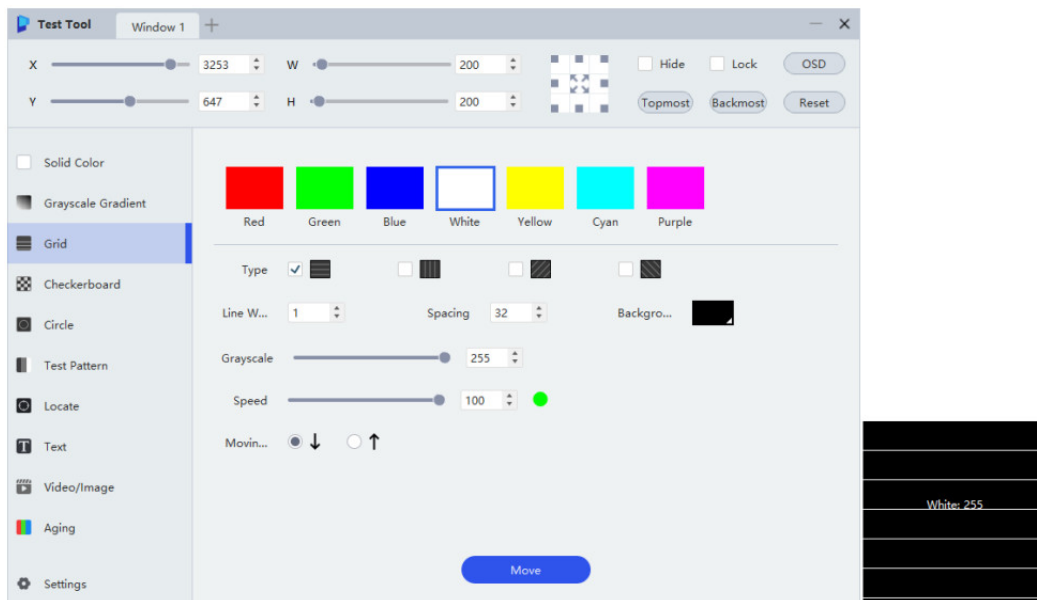 Test Tool
Window 1
X 3253 W 200 Hide Lock OSD
Y 647 H 200 Topmost Backmost Reset
Solid Color
Grayscale Gradient
Grid
Checkerboard
Circle
Test Pattern
Locate
Text
Video/Image
Aging
Settings
Red Green Blue White Yellow Cyan Purple
Type
Line W... 1 Spacing 32 Backgro...
Grayscale 255
Speed 100
Movin...
Move
White: 255